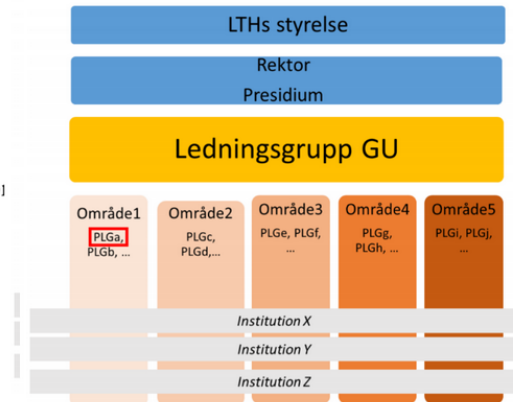 LTHs styrelse
Rektor
Presidium
Ledningsgrupp GU
Område1
PLGa,
PLGb, ...
Område2
PLGc,
PLGd,...
Område3
PLGe, PLGf,
...
Område4
PLGg,
PLGh, ...
Område5
PLGi, PLGj,
...
Institution X
Institution Y
Institution Z